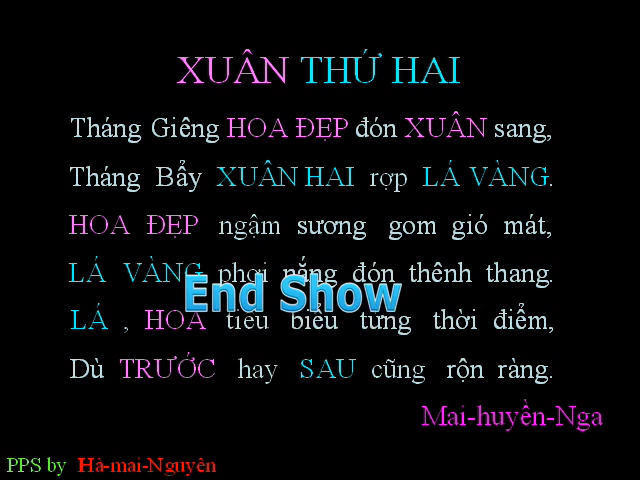 XUÂN THỨ HAI
Tháng Giêng HOA ĐẸP đón XUÂN sang,
Tháng Bẩy XUÂN HAI rợp LÁ VÀNG.
HOA ĐẸP ngậm sương gom gió mát,
LÁ VÀNG phơi nắng đón thênh thang.
End Show
LÁ , HOA tiêu biểu từng thời điểm,
Dù TRƯỚC hay SAU cũng rộn ràng.
Mai-huyền-Nga
PPS by Hà-mai-Nguyên